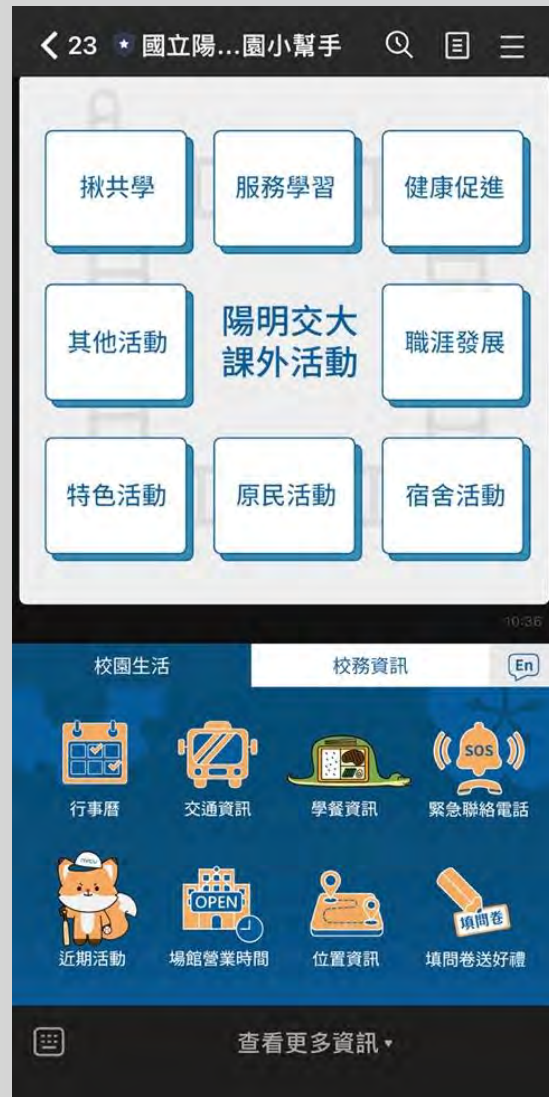 23 國立陽...園小幫手
揪共學 服務學習 健康促進
其他活動 陽明交大 職涯發展
課外活動
特色活動 原民活動 宿舍活動
10:36
校園生活 校務資訊 En
SOS
行事曆 交通資訊 學餐資訊 緊急聯絡電話
NYCU
OPEN
填問卷
近期活動 場館營業時間 位置資訊 填問卷送好禮
查看更多資訊